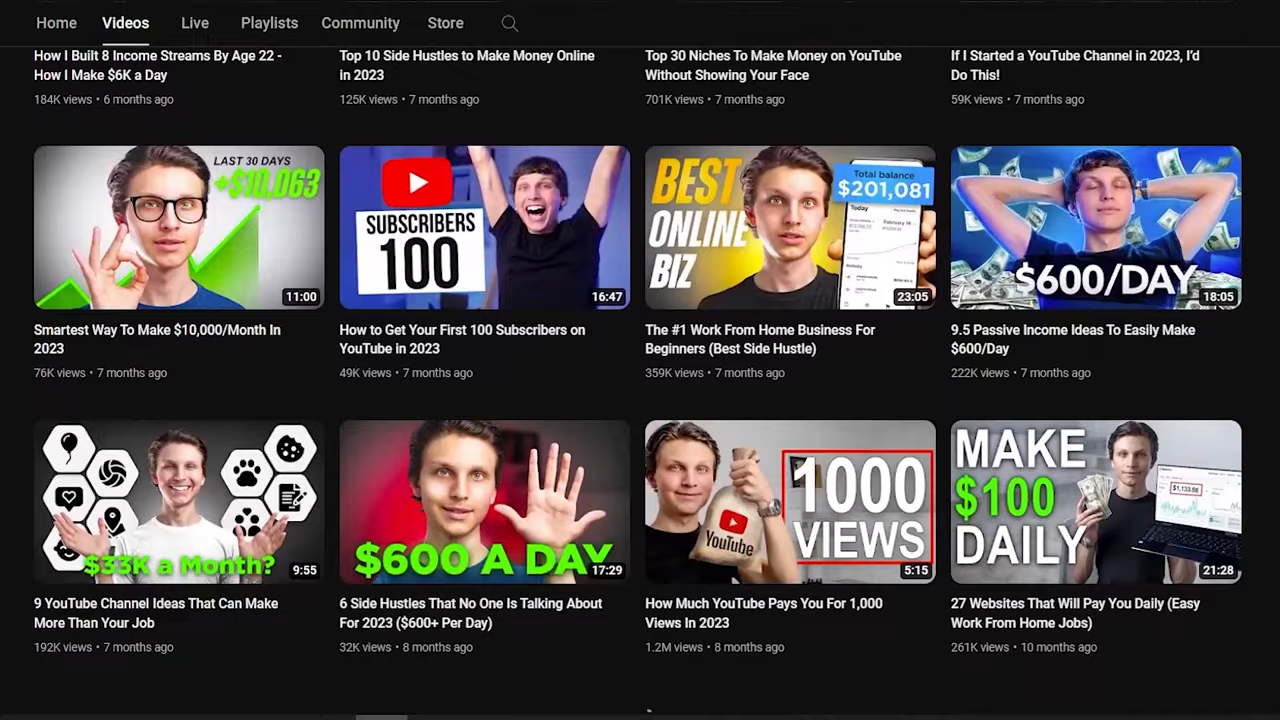 Home Videos Live Playlists Community Store
How I Built 8 Income Streams By Age 22 -
How I Make $6K a Day
184K views • 6 months ago
Top 10 Side Hustles to Make Money Online
in 2023
125K views • 7 months ago
Top 30 Niches To Make Money on YouTube
Without Showing Your Face
701K views • 7 months ago
If I Started a YouTube Channel in 2023, I'd
Do This!
59K views • 7 months ago
LAST 30 DAYS
+$10,063
11:00
Smartest Way To Make $10,000/Month In
2023
76K views • 7 months ago
SUBSCRIBERS
100
16:47
How to Get Your First 100 Subscribers on
YouTube in 2023
49K views • 7 months ago
BEST
ONLINE
BIZ
Total balance
$201,081
Today
23:05
The #1 Work From Home Business For
Beginners (Best Side Hustle)
359K views • 7 months ago
$600/DAY
18:05
9.5 Passive Income Ideas To Easily Make
$600/Day
222K views • 7 months ago
$33K a Month?
9:55
9 YouTube Channel Ideas That Can Make
More Than Your Job
192K views • 7 months ago
$600 A DAY
17:29
6 Side Hustles That No One Is Talking About
For 2023 ($600+ Per Day)
32K views • 8 months ago
YouTube
1000
VIEWS
5:15
How Much YouTube Pays You For 1,000
Views In 2023
1.2M views • 8 months ago
MAKE
$100
DAILY
$1,133.66
21:28
27 Websites That Will Pay You Daily (Easy
Work From Home Jobs)
261K views • 10 months ago